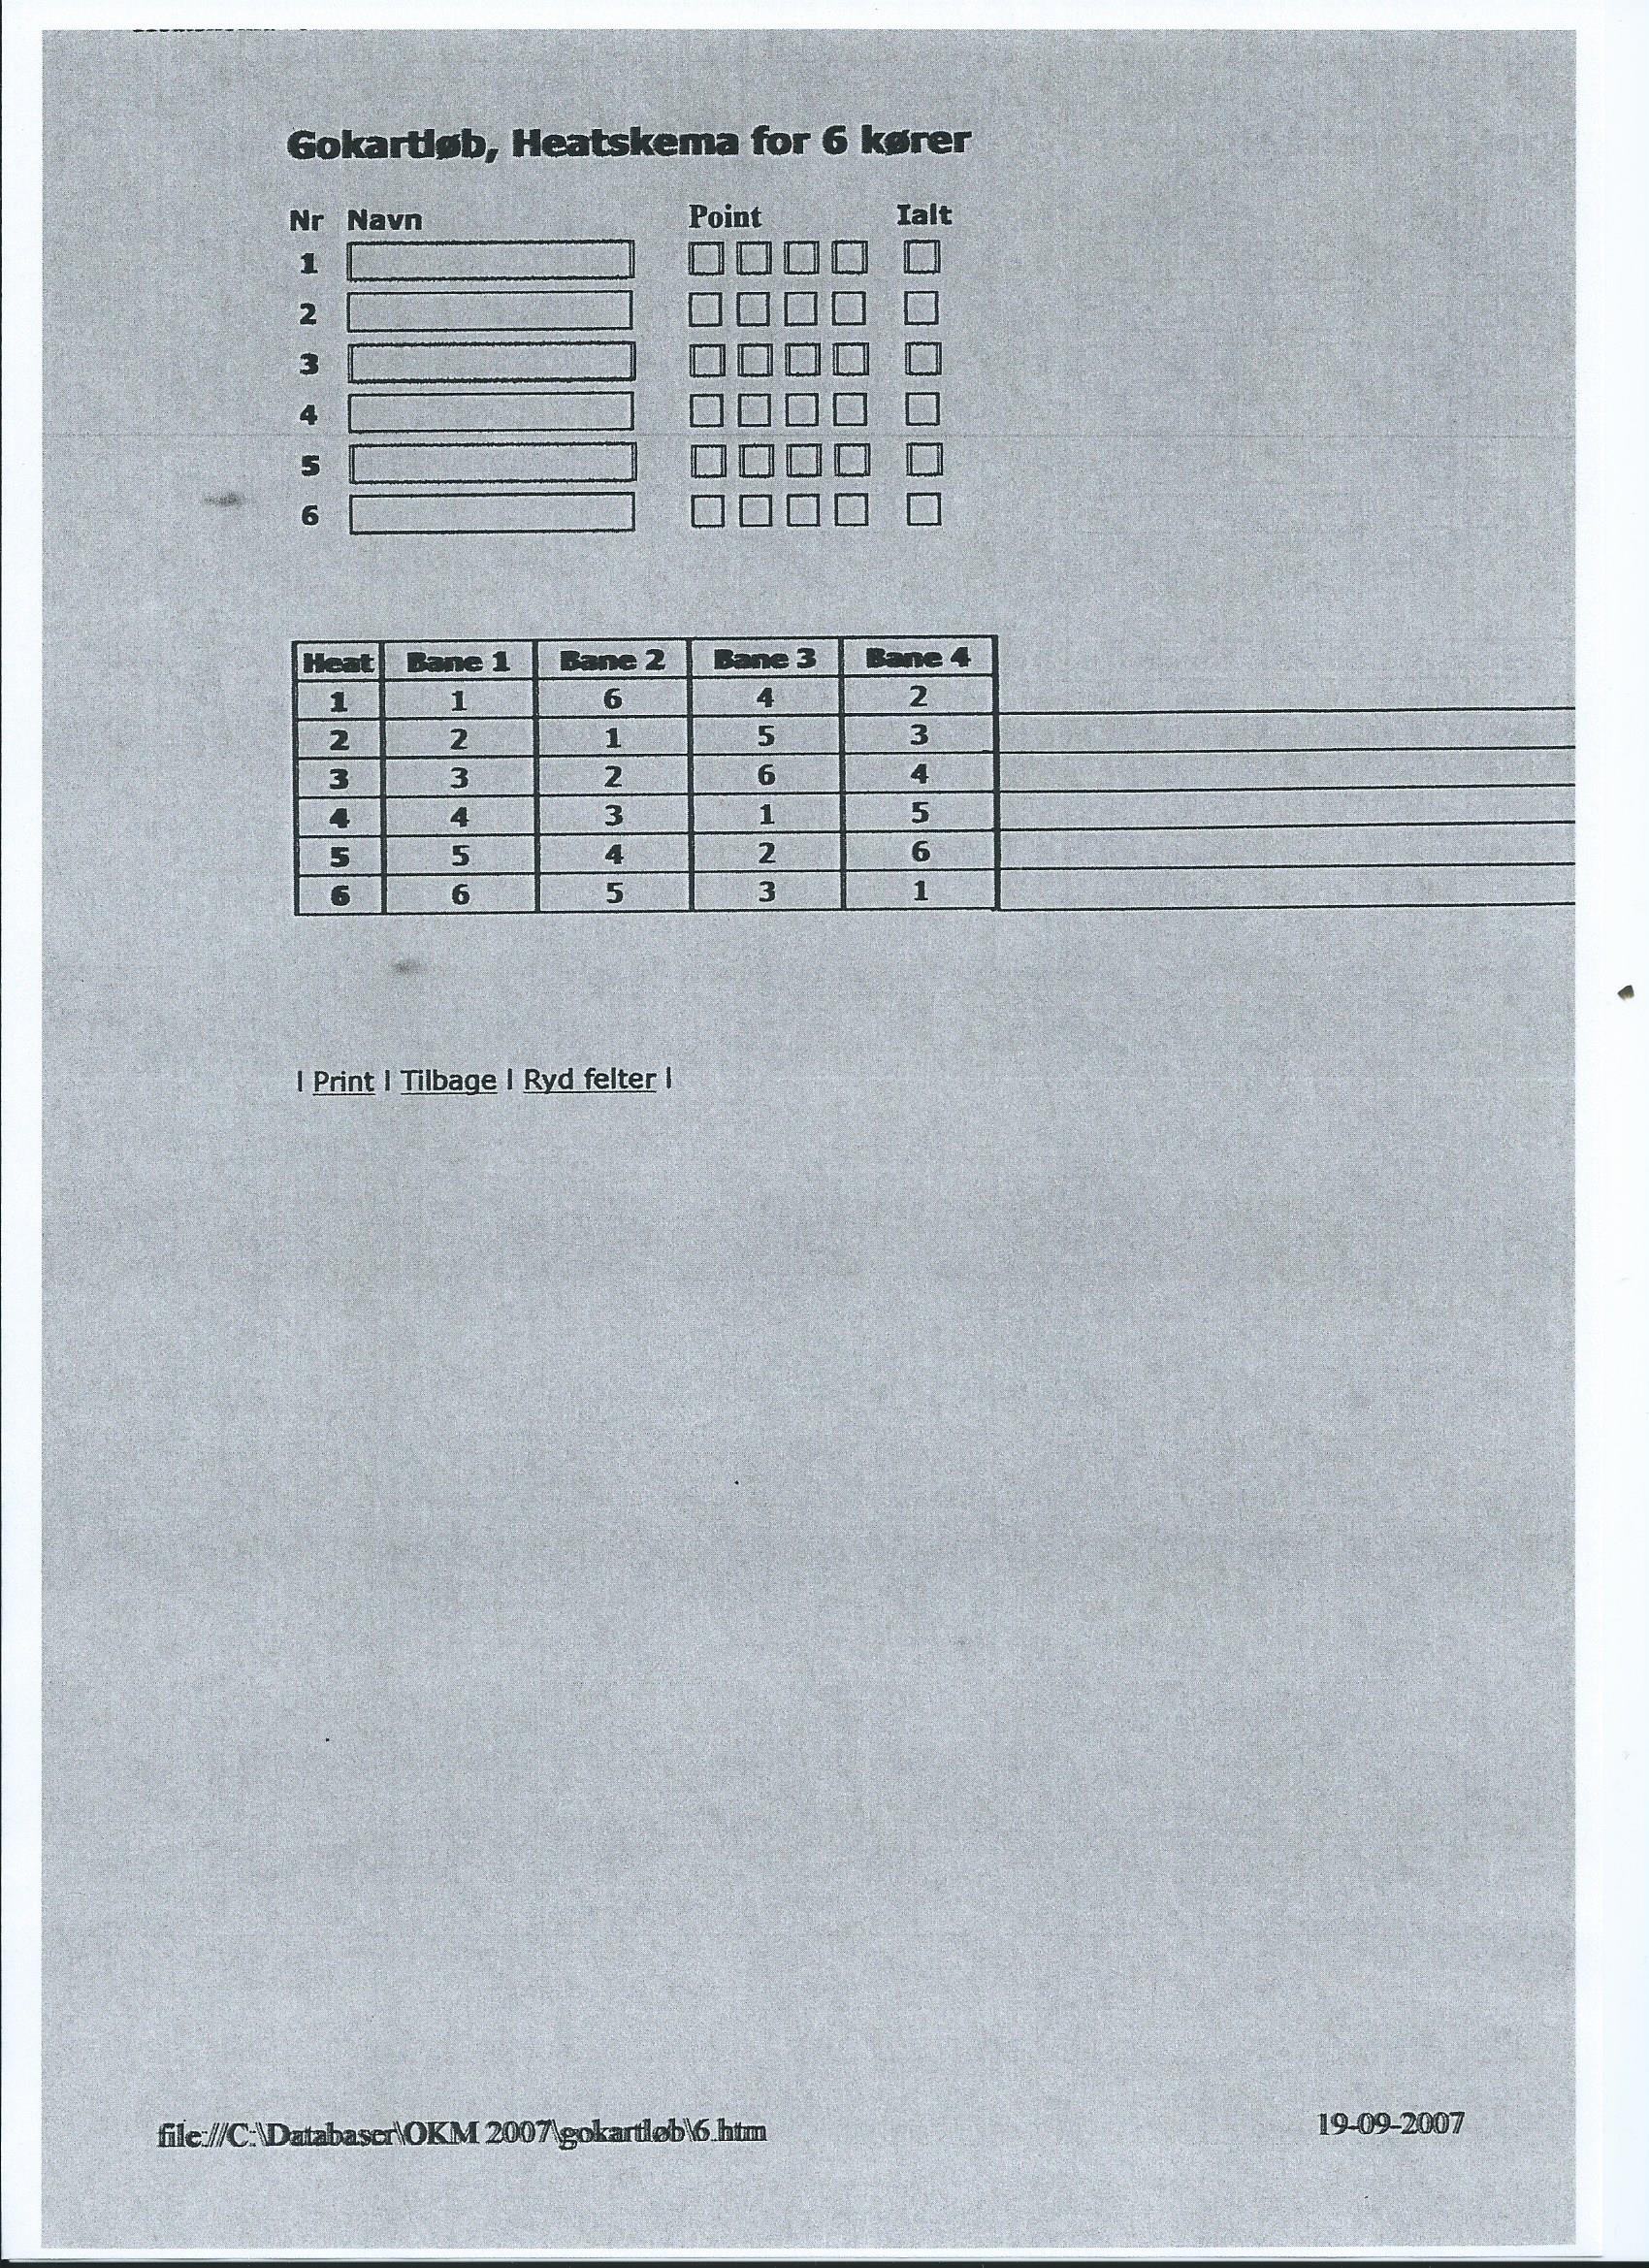 Gokartløb, Heatskema for 6 kører
Nr Navn Point Ialt
1
2
3
4
5
6
Heat Bane 1 Bane 2 Bane 3 Bane 4
1 1 6 4 2
2 2 1 5 3
3 3 2 6 4
4 4 3 1 5
5 5 4 2 6
6 6 5 3 1
| Print | Tilbage | Ryd felter |
file://C:\Databaser\OKM 2007\gokartløb\6.htm 19-09-2007